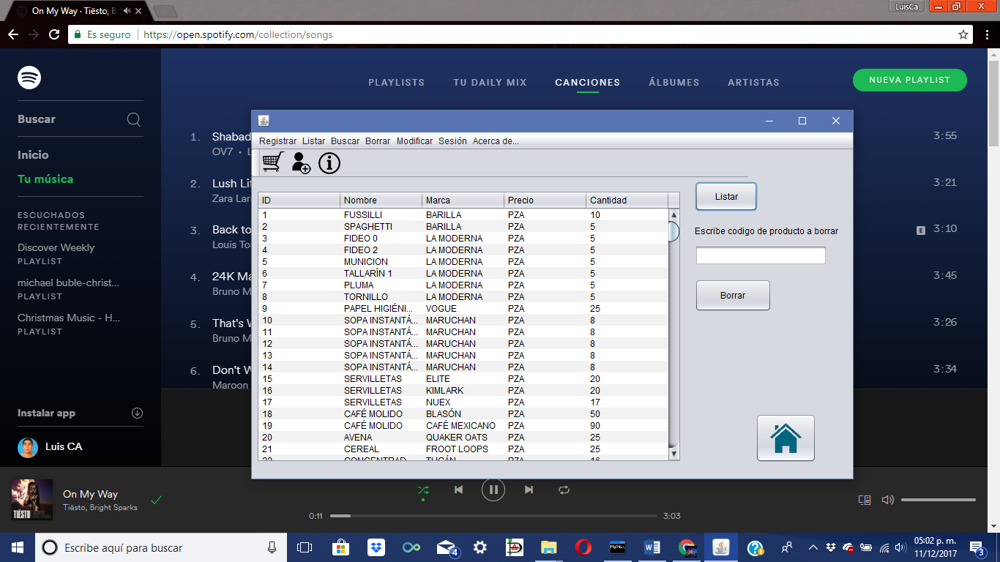 On My Way · Tiësto, B
LuisCa
Es seguro
https://open.spotify.com/collection/songs
PLAYLISTS TU DAILY MIX CANCIONES ÁLBUMES ARTISTAS
NUEVA PLAYLIST
Buscar
Inicio
Tu música
ESCUCHADOS
RECIENTEMENTE
Discover Weekly
PLAYLIST
michael buble-christ...
PLAYLIST
Christmas Music - H...
PLAYLIST
Instalar app
Luis CA
1. Shabad 3:55
OV7 •
2. Lush Lif 3:21
Zara Lars
3. Back to E 3:10
Louis To
4. 24K Ma 3:45
Bruno M
5. That's W 3:26
Bruno M
6. Don't W 3:34
Maroon
Registrar Listar Buscar Borrar Modificar Sesión Acerca de...
ID Nombre Marca Precio Cantidad
1 FUSSILLI BARILLA PZA 10
2 SPAGHETTI BARILLA PZA 5
3 FIDEO 0 LA MODERNA PZA 5
4 FIDEO 2 LA MODERNA PZA 5
5 MUNICION LA MODERNA PZA 5
6 TALLARÍN 1 LA MODERNA PZA 5
7 PLUMA LA MODERNA PZA 5
8 TORNILLO LA MODERNA PZA 5
9 PAPEL HIGIÉNI... VOGUE PZA 25
10 SOPA INSTANTÁ... MARUCHAN PZA 8
11 SOPA INSTANTÁ... MARUCHAN PZA 8
12 SOPA INSTANTÁ... MARUCHAN PZA 8
13 SOPA INSTANTÁ... MARUCHAN PZA 8
14 SOPA INSTANTÁ... MARUCHAN PZA 8
15 SERVILLETAS ELITE PZA 20
16 SERVILLETAS KIMLARK PZA 20
17 SERVILLETAS NUEX PZA 17
18 CAFÉ MOLIDO BLASÓN PZA 50
19 CAFÉ MOLIDO CAFÉ MEXICANO PZA 90
20 AVENA QUAKER OATS PZA 25
21 CEREAL FROOT LOOPS PZA 25
22 CONCENTRAD... TUCÁN PZA 16
Listar
Escribe codigo de producto a borrar
Borrar
TIËSTO
On My Way
Tiësto, Bright Sparks
0:11 3:03
Escribe aquí para buscar
4
MySQL
05:02 p. m.
11/12/2017
3